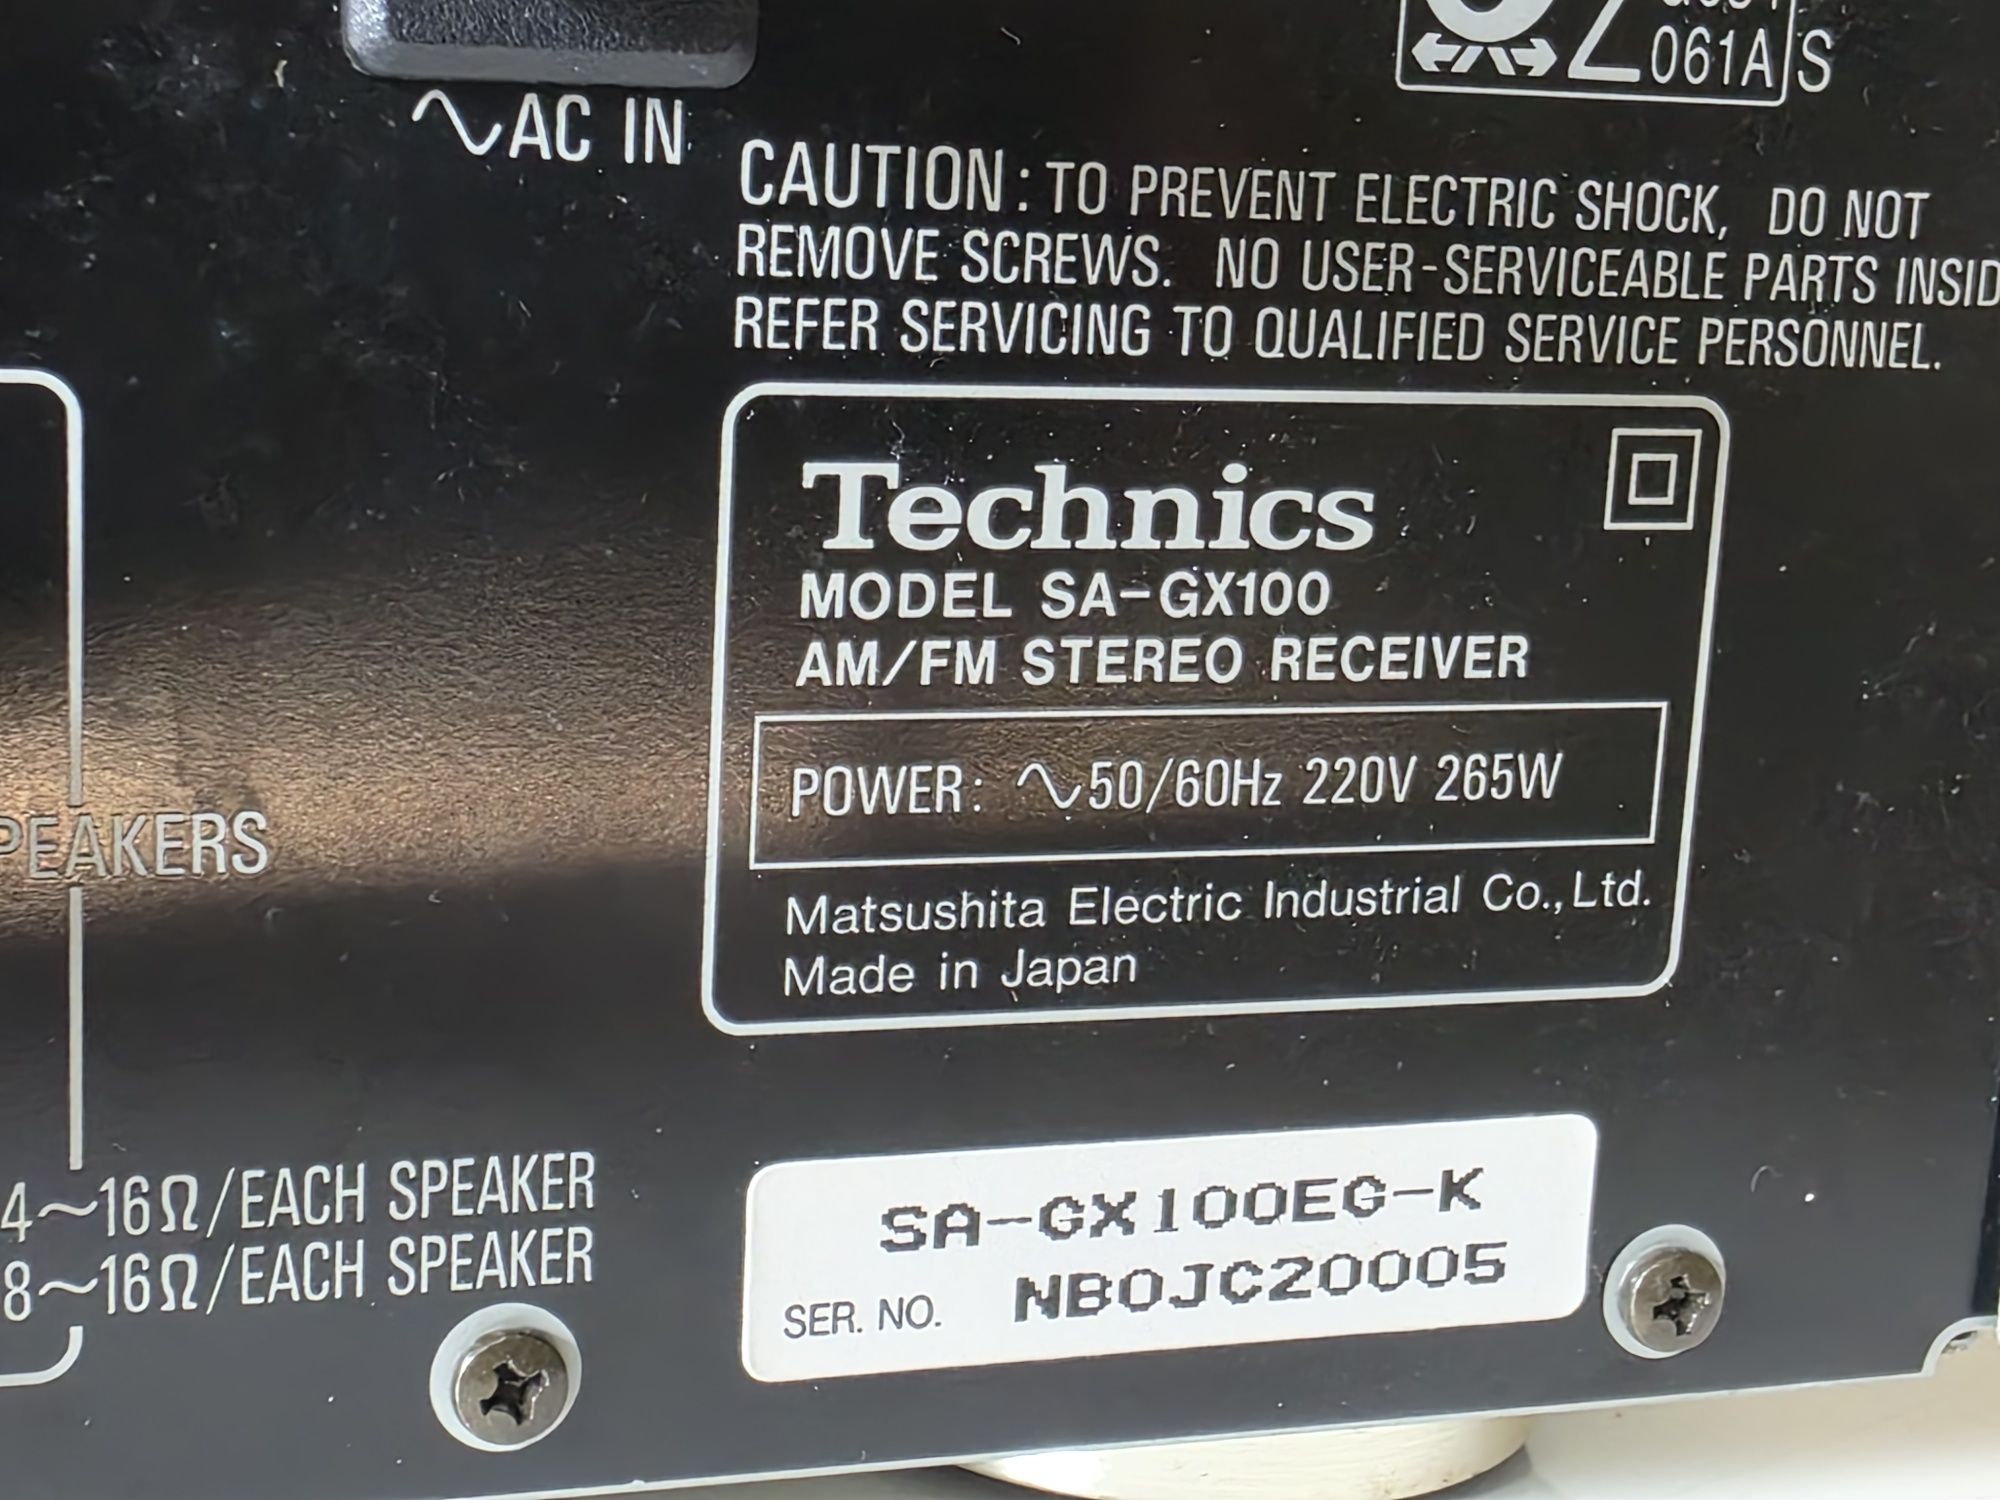 061A S
AC IN
CAUTION : TO PREVENT ELECTRIC SHOCK, DO NOT
REMOVE SCREWS. NO USER-SERVICEABLE PARTS INSID
REFER SERVICING TO QUALIFIED SERVICE PERSONNEL.
Technics
MODEL SA-GX100
AM/FM STEREO RECEIVER
POWER: ∿50/60Hz 220V 265W
Matsushita Electric Industrial Co., Ltd.
Made in Japan
PEAKERS
4~16Ω/EACH SPEAKER
8~16Ω/EACH SPEAKER
SA-GX100EG-K
SER. NO. NB0JC20005